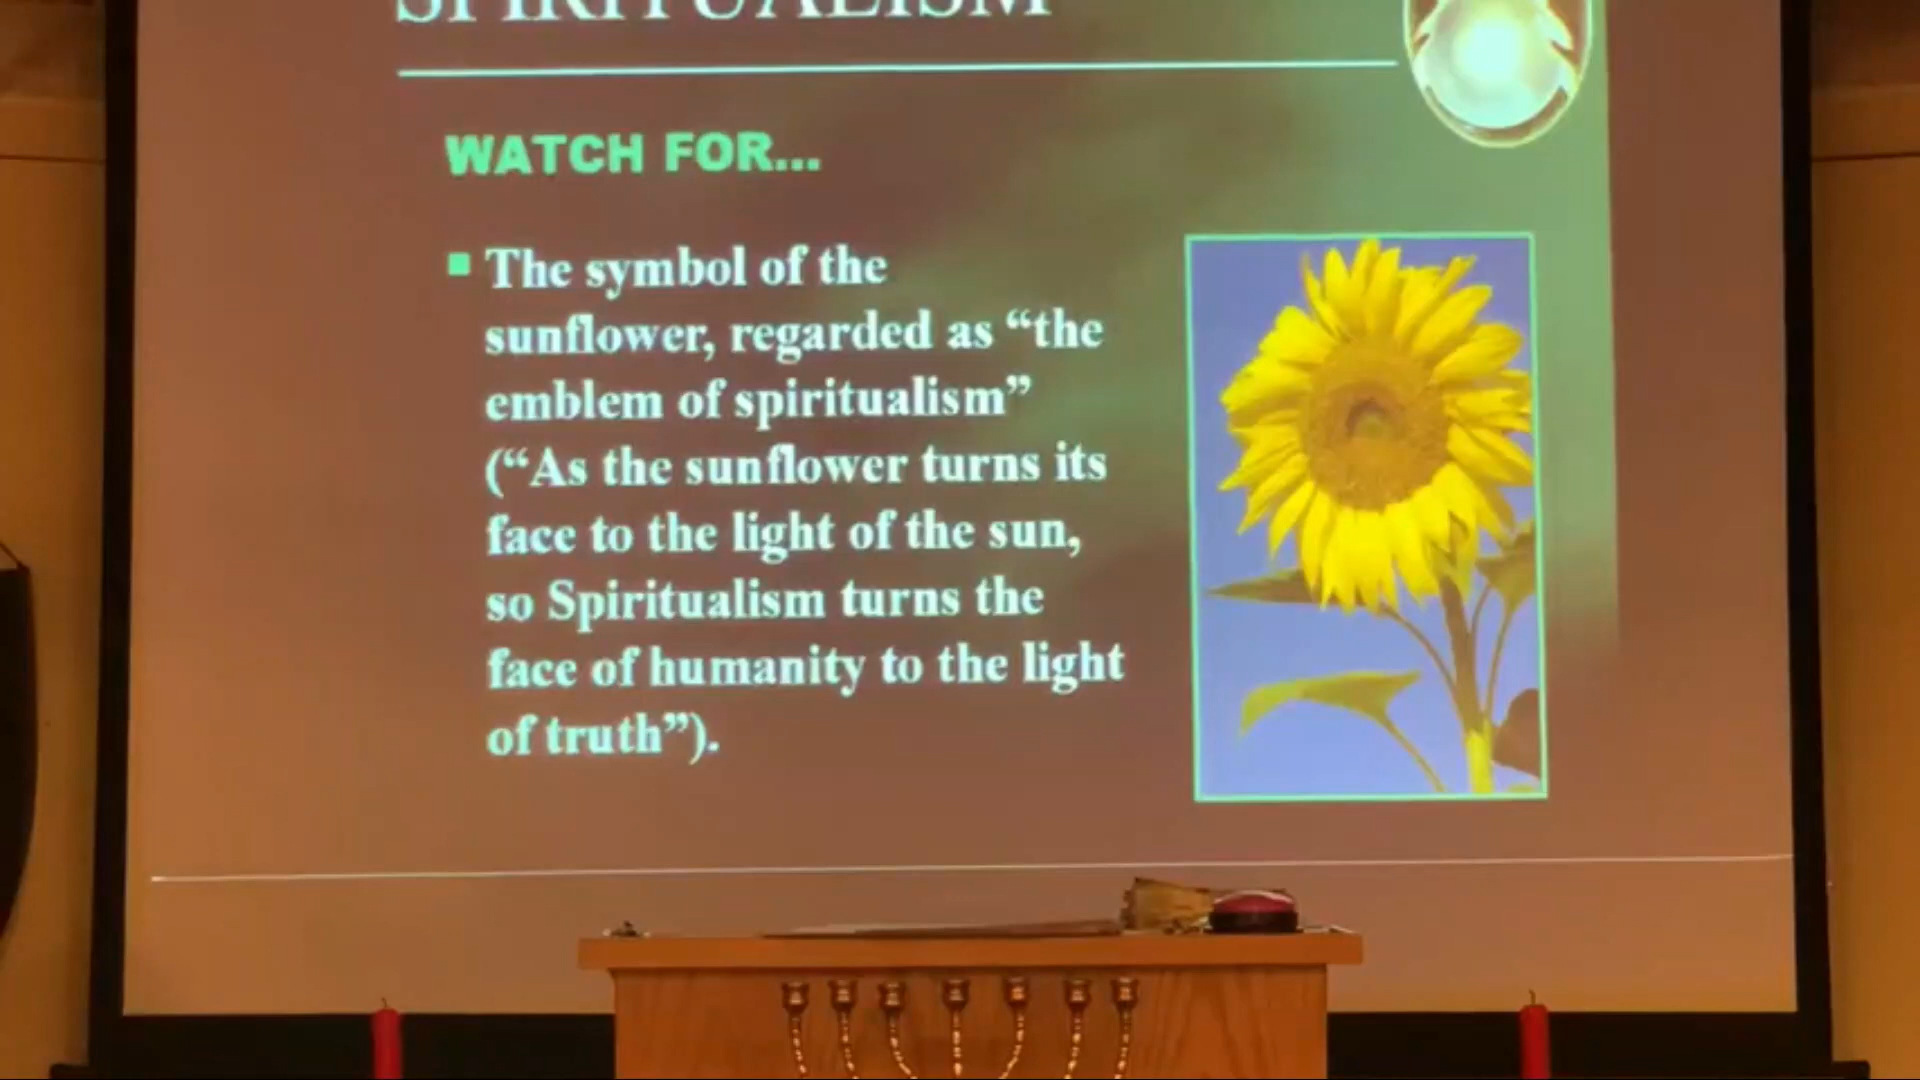 SPIRITUALISM
WATCH FOR...
The symbol of the
sunflower, regarded as “the
emblem of spiritualism”
(“As the sunflower turns its
face to the light of the sun,
so Spiritualism turns the
face of humanity to the light
of truth”).